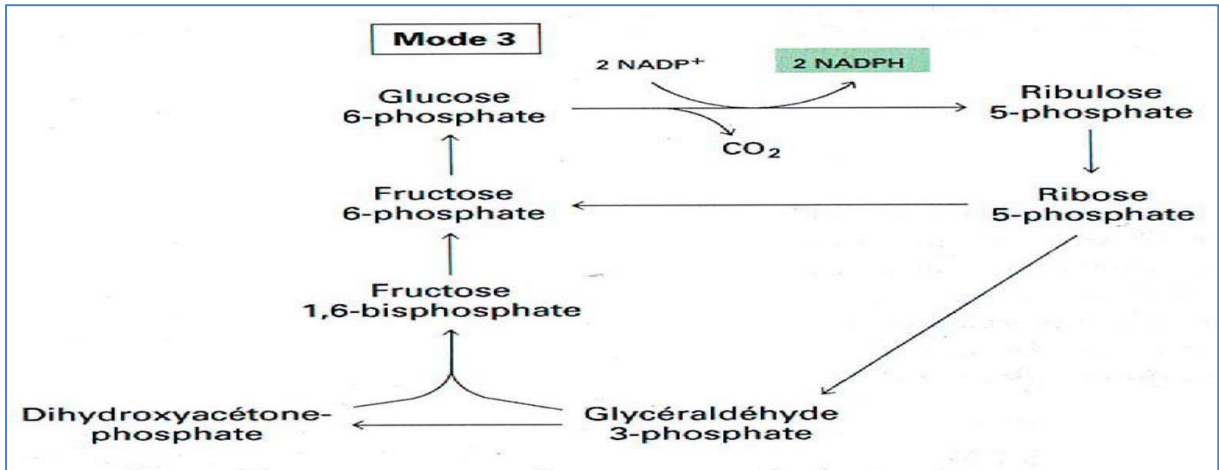 Mode 3
2 NADP+
2 NADPH
Glucose
6-phosphate
Ribulose
5-phosphate
CO2
Fructose
6-phosphate
Ribose
5-phosphate
Fructose
1,6-bisphosphate
Dihydroxyacétone-
phosphate
Glycéraldéhyde
3-phosphate